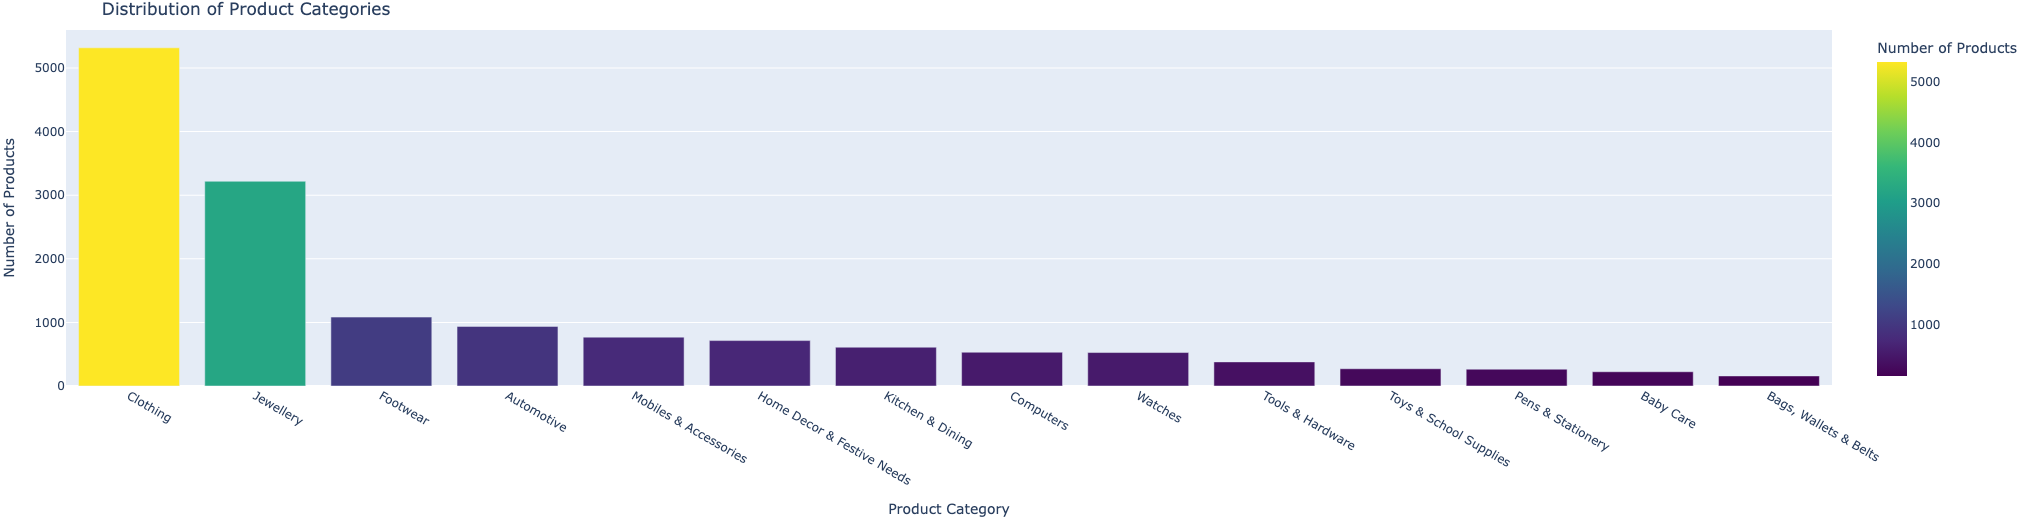 Distribution of Product Categories
Number of Products
5000
4000
3000
2000
1000
0
Clothing
Jewellery
Footwear
Automotive
Mobiles & Accessories
Home Decor & Festive Needs
Kitchen & Dining
Computers
Watches
Tools & Hardware
Toys & School Supplies
Pens & Stationery
Baby Care
Bags, Wallets & Belts
Product Category
Number of Products
5000
4000
3000
2000
1000